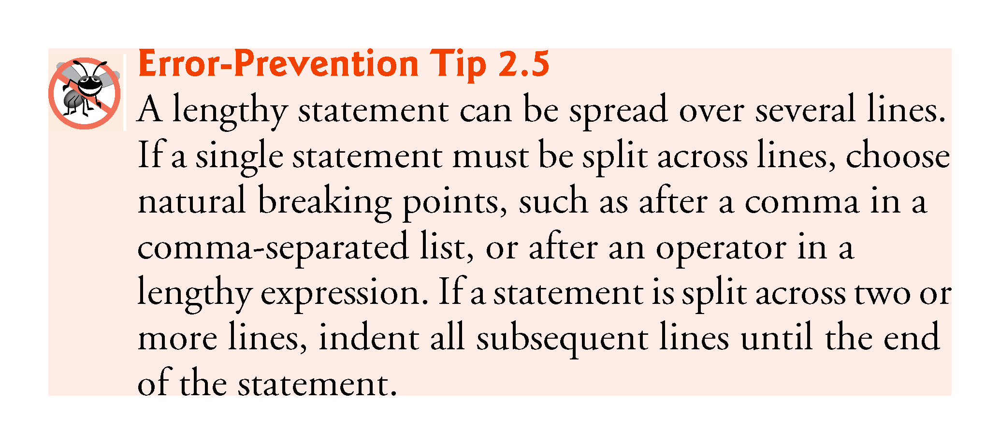 Error-Prevention Tip 2.5
A lengthy statement can be spread over several lines.
If a single statement must be split across lines, choose
natural breaking points, such as after a comma in a
comma-separated list, or after an operator in a
lengthy expression. If a statement is split across two or
more lines, indent all subsequent lines until the end
of the statement.